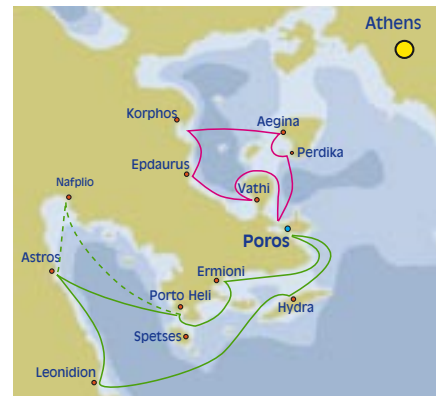 Athens
Korphos
Aegina
Perdika
Epdaurus
Vathi
Nafplio
Poros
Astros
Ermioni
Porto Heli
Hydra
Spetses
Leonidion